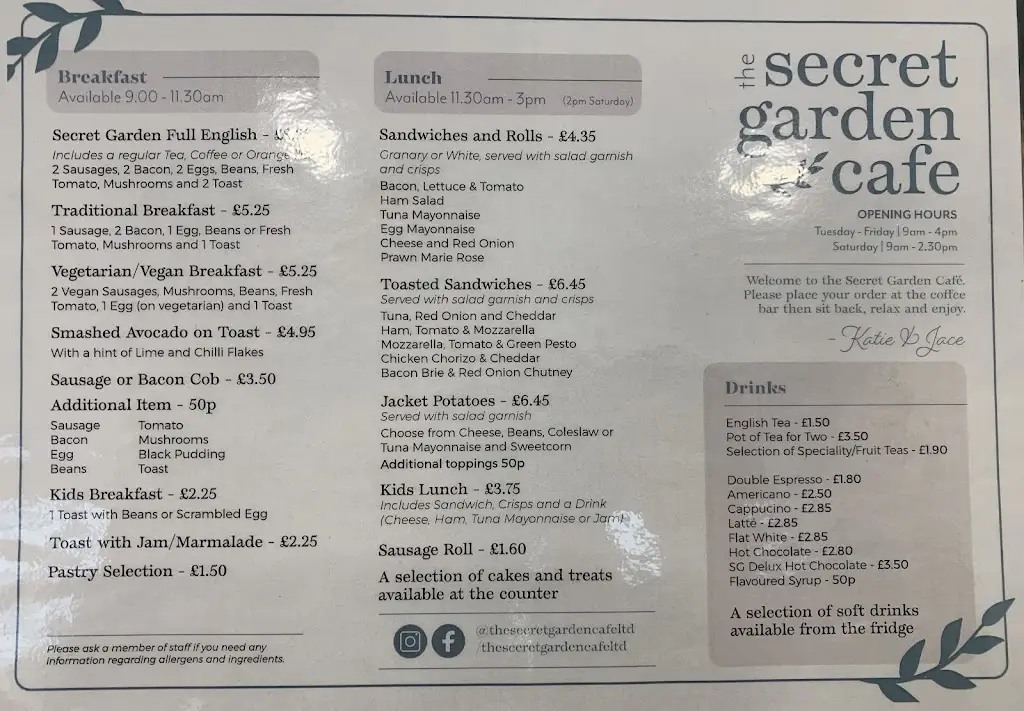 Breakfast
Available 9.00 - 11.30am
Secret Garden Full English -
Includes a regular Tea, Coffee or Orange
2 Sausages, 2 Bacon, 2 Eggs, Beans, Fresh
Tomato, Mushrooms and 2 Toast
Traditional Breakfast - £5.25
1 Sausage, 2 Bacon, 1 Egg, Beans or Fresh
Tomato, Mushrooms and 1 Toast
Vegetarian/Vegan Breakfast - £5.25
2 Vegan Sausages, Mushrooms, Beans, Fresh
Tomato, 1 Egg (on vegetarian) and 1 Toast
Smashed Avocado on Toast - £4.95
With a hint of Lime and Chilli Flakes
Sausage or Bacon Cob - £3.50
Additional Item - 50p
Sausage Tomato
Bacon Mushrooms
Egg Black Pudding
Beans Toast
Kids Breakfast - £2.25
1 Toast with Beans or Scrambled Egg
Toast with Jam/Marmalade - £2.25
Pastry Selection - £1.50
Please ask a member of staff if you need any
information regarding allergens and ingredients.
Lunch
Available 11.30am - 3pm (2pm Saturday)
Sandwiches and Rolls - £4.35
Granary or White, served with salad garnish
and crisps
Bacon, Lettuce & Tomato
Ham Salad
Tuna Mayonnaise
Egg Mayonnaise
Cheese and Red Onion
Prawn Marie Rose
Toasted Sandwiches - £6.45
Served with salad garnish and crisps
Tuna, Red Onion and Cheddar
Ham, Tomato & Mozzarella
Mozzarella, Tomato & Green Pesto
Chicken Chorizo & Cheddar
Bacon Brie & Red Onion Chutney
Jacket Potatoes - £6.45
Served with salad garnish
Choose from Cheese, Beans, Coleslaw or
Tuna Mayonnaise and Sweetcorn
Additional toppings 50p
Kids Lunch - £3.75
Includes Sandwich, Crisps and a Drink
(Cheese, Ham, Tuna Mayonnaise or Jam)
Sausage Roll - £1.60
A selection of cakes and treats
available at the counter
@thesecretgardencafeltd
/thesecretgardencafeltd
the secret
garden
cafe
OPENING HOURS
Tuesday - Friday | 9am - 4pm
Saturday | 9am - 2.30pm
Welcome to the Secret Garden Café.
Please place your order at the coffee
bar then sit back, relax and enjoy.
- Katie & Jace
Drinks
English Tea - £1.50
Pot of Tea for Two - £3.50
Selection of Speciality/Fruit Teas - £1.90
Double Espresso - £1.80
Americano - £2.50
Cappucino - £2.85
Latté - £2.85
Flat White - £2.85
Hot Chocolate - £2.80
SG Delux Hot Chocolate - £3.50
Flavoured Syrup - 50p
A selection of soft drinks
available from the fridge